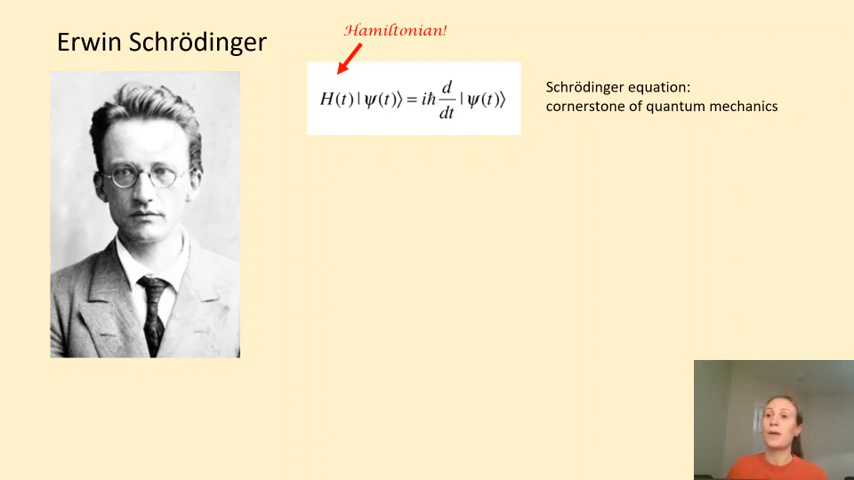 Hamiltonian!
Erwin Schrödinger
H(t)|ψ(t)⟩ = iħ d/dt |ψ(t)⟩
Schrödinger equation:
cornerstone of quantum mechanics